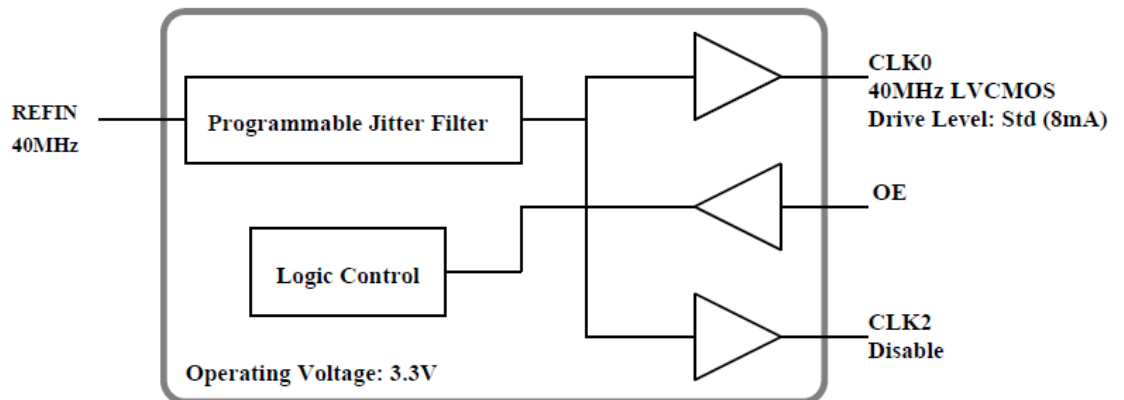 REFIN
40MHz
Programmable Jitter Filter
Logic Control
Operating Voltage: 3.3V
CLK0
40MHz LVCMOS
Drive Level: Std (8mA)
OE
CLK2
Disable